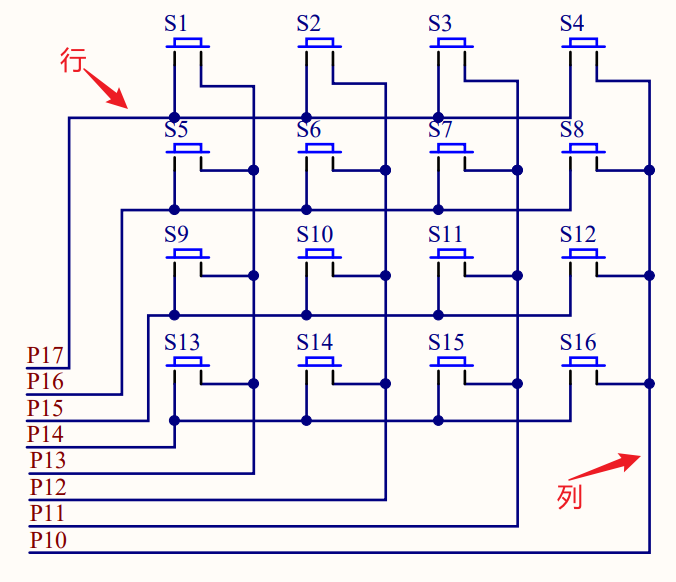 S1 S2 S3 S4
行
S5 S6 S7 S8
S9 S10 S11 S12
S13 S14 S15 S16
P17
P16
P15
P14
P13
P12
P11
P10
列